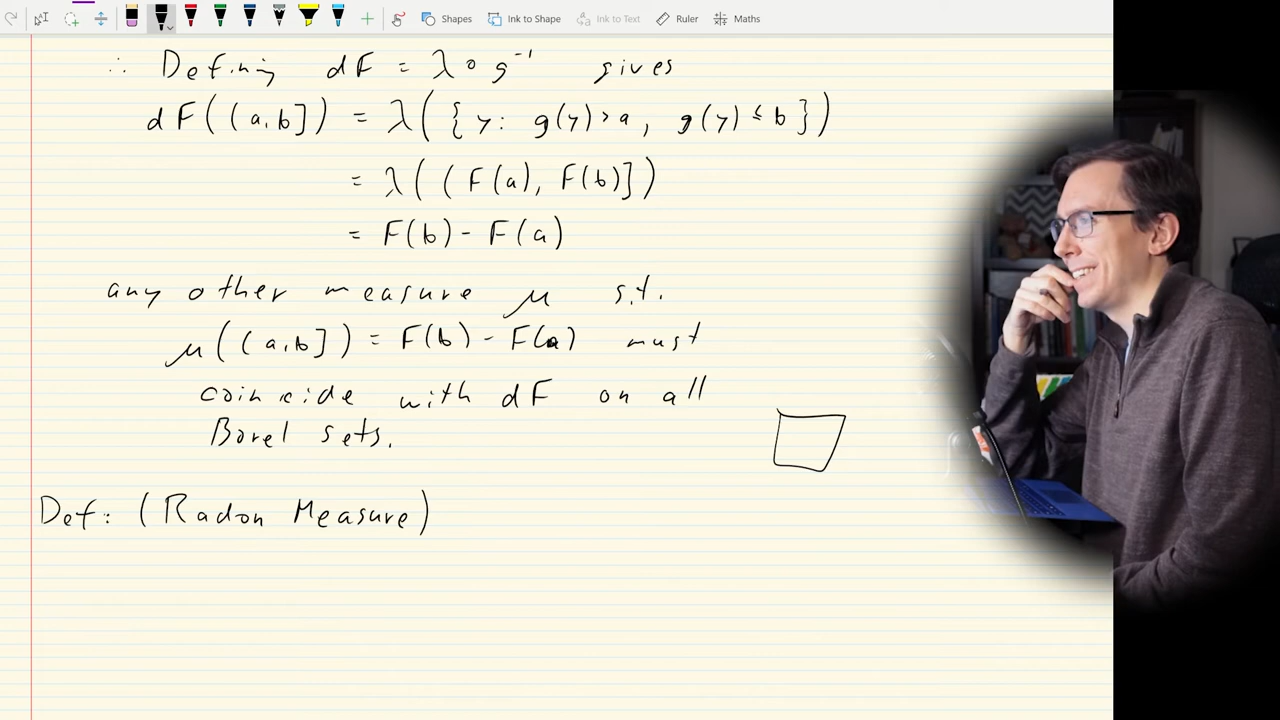 Shapes Ink to Shape Ink to Text Ruler Maths
∴ Defining dF = λ ∘ g⁻¹ gives
dF((a,b]) = λ({y: g(y)>a, g(y)≤b})
= λ((F(a), F(b)])
= F(b) - F(a)
any other measure μ s.t.
μ((a,b]) = F(b) - F(a) must
coincide with dF on all
Borel sets.
Def: (Radon Measure)